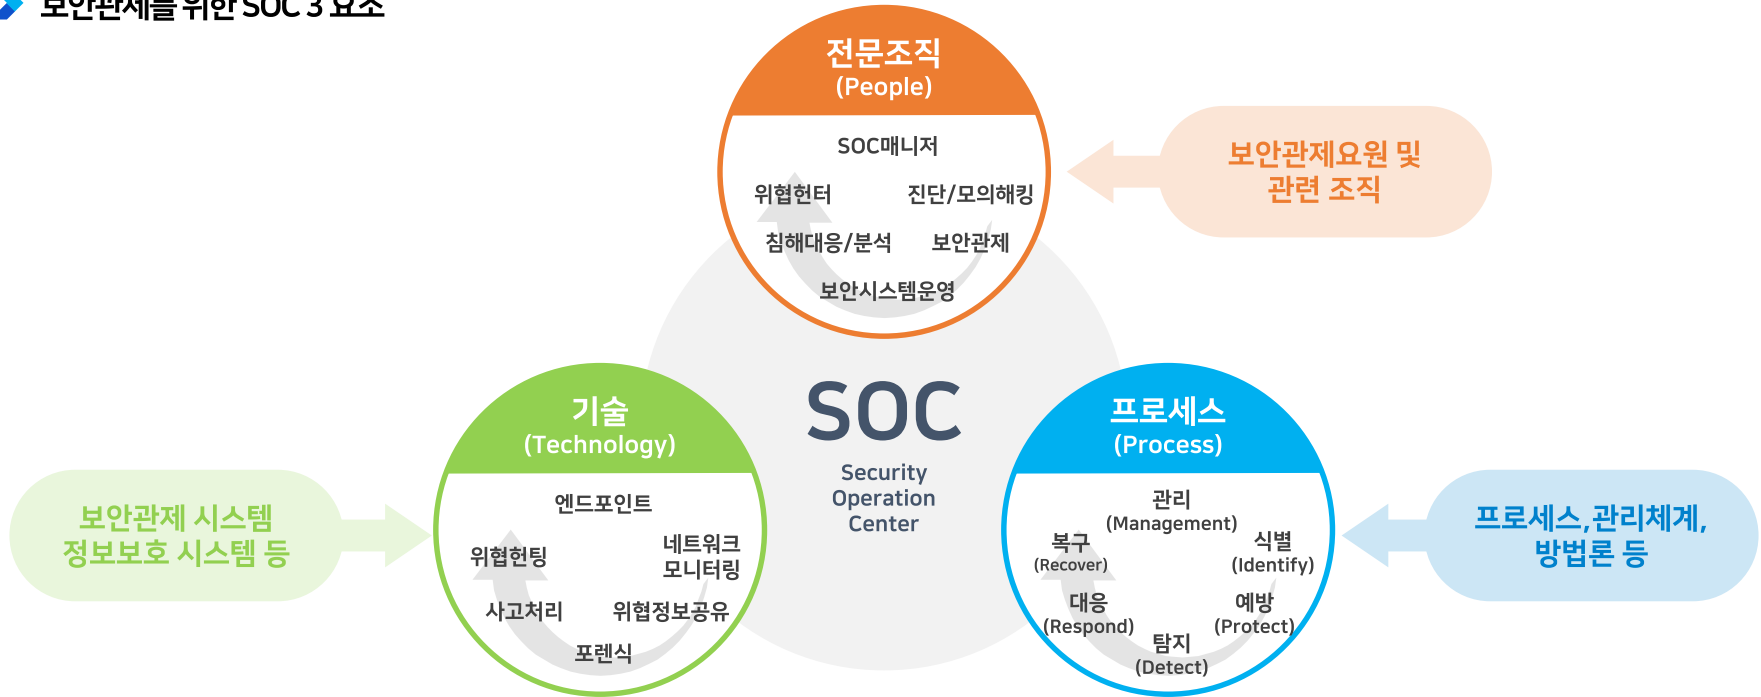 보안관제를 위한 SOC 3 요소
전문조직
(People)
SOC매니저
위협헌터
진단/모의해킹
침해대응/분석
보안관제
보안시스템운영
보안관제요원 및
관련 조직
SOC
Security
Operation
Center
기술
(Technology)
엔드포인트
위협헌팅
네트워크
모니터링
사고처리
위협정보공유
포렌식
보안관제 시스템
정보보호 시스템 등
프로세스
(Process)
관리
(Management)
복구
(Recover)
식별
(Identify)
대응
(Respond)
예방
(Protect)
탐지
(Detect)
프로세스,관리체계,
방법론 등